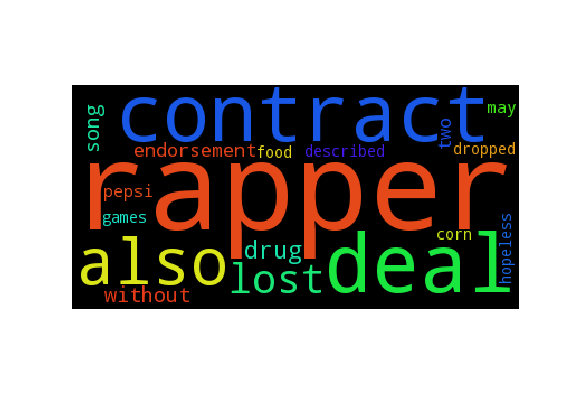 contract
may
song
two
endorsement
food
described
dropped
rapper
pepsi
games
corn
hopeless
also
drug
lost
deal
without